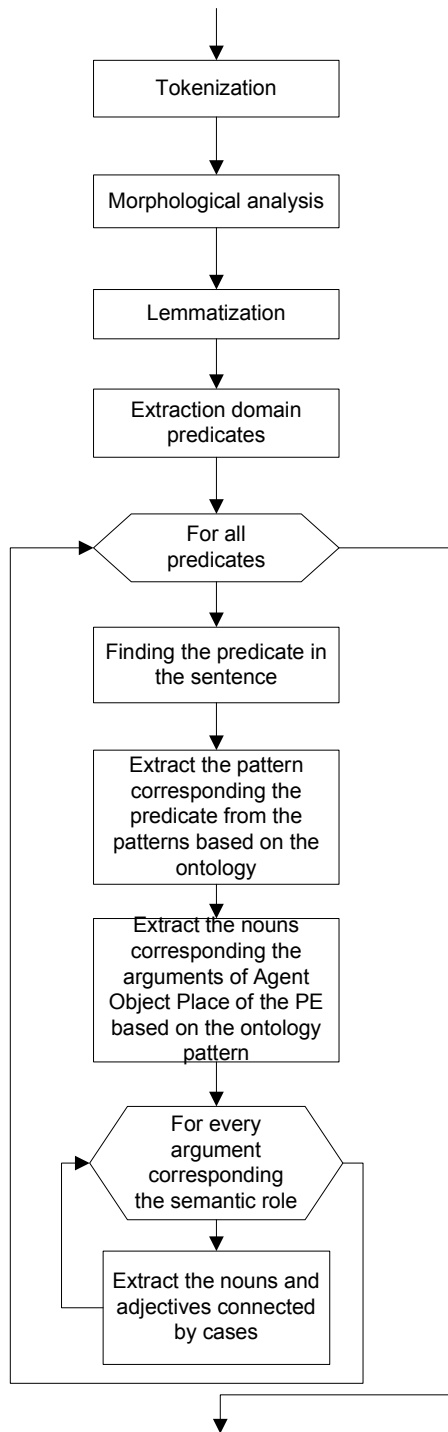 Tokenization
Morphological analysis
Lemmatization
Extraction domain
predicates
For all
predicates
Finding the predicate in
the sentence
Extract the pattern
corresponding the
predicate from the
patterns based on the
ontology
Extract the nouns
corresponding the
arguments of Agent
Object Place of the PE
based on the ontology
pattern
For every
argument
corresponding
the semantic role
Extract the nouns and
adjectives connected
by cases